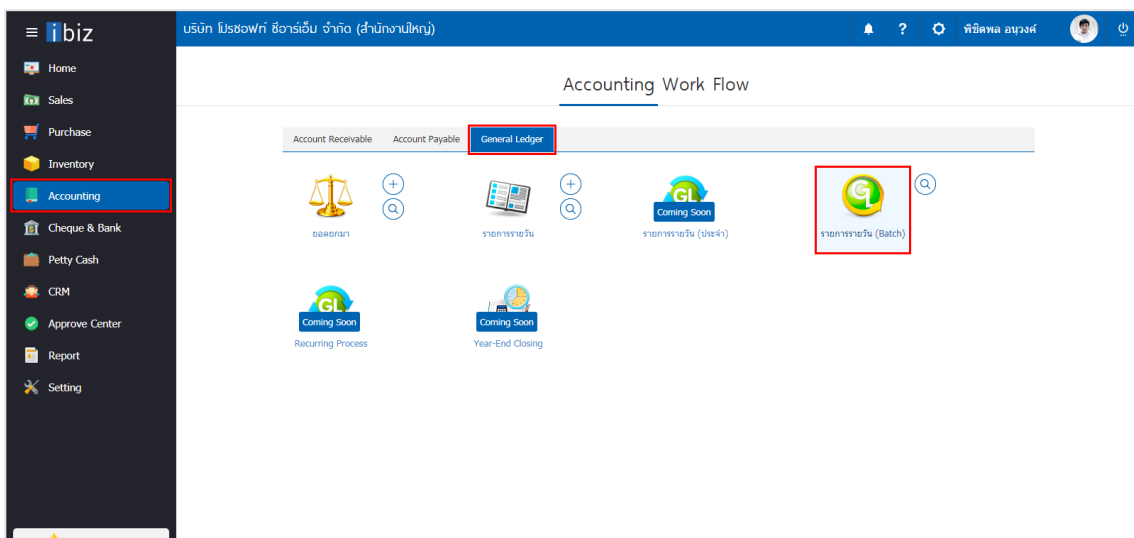 ibiz
บริษัท โปรซอฟท์ ซีอาร์เอ็ม จำกัด (สำนักงานใหญ่)
? พิชิตพล อนุวงค์
Home
Sales
Purchase
Inventory
Accounting
Cheque & Bank
Petty Cash
CRM
Approve Center
Report
Setting
Accounting Work Flow
Account Receivable Account Payable General Ledger
GL
Coming Soon
ยอดยกมา รายการรายวัน รายการรายวัน (ประจำ) รายการรายวัน (Batch)
GL
Coming Soon Coming Soon
Recurring Process Year-End Closing